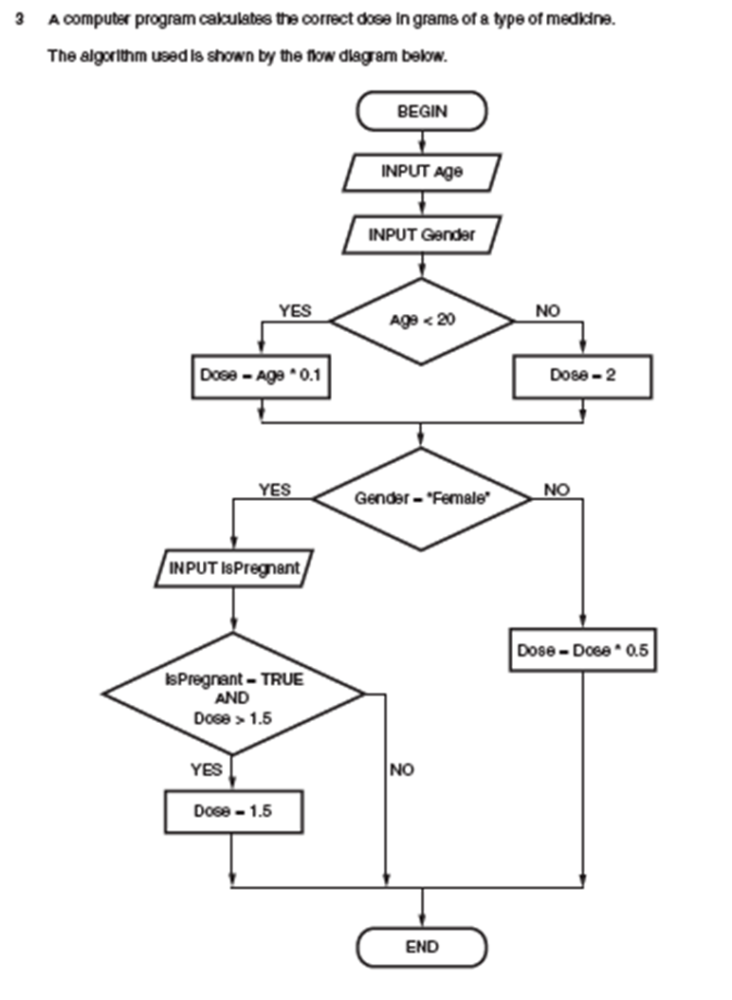 3 A computer program calculates the correct dose in grams of a type of medicine.
The algorithm used is shown by the flow diagram below.
BEGIN
INPUT Age
INPUT Gender
Age < 20
YES
NO
Dose = Age * 0.1
Dose = 2
Gender = "Female"
YES
NO
INPUT IsPregnant
Dose = Dose * 0.5
IsPregnant = TRUE
AND
Dose > 1.5
YES
NO
Dose = 1.5
END